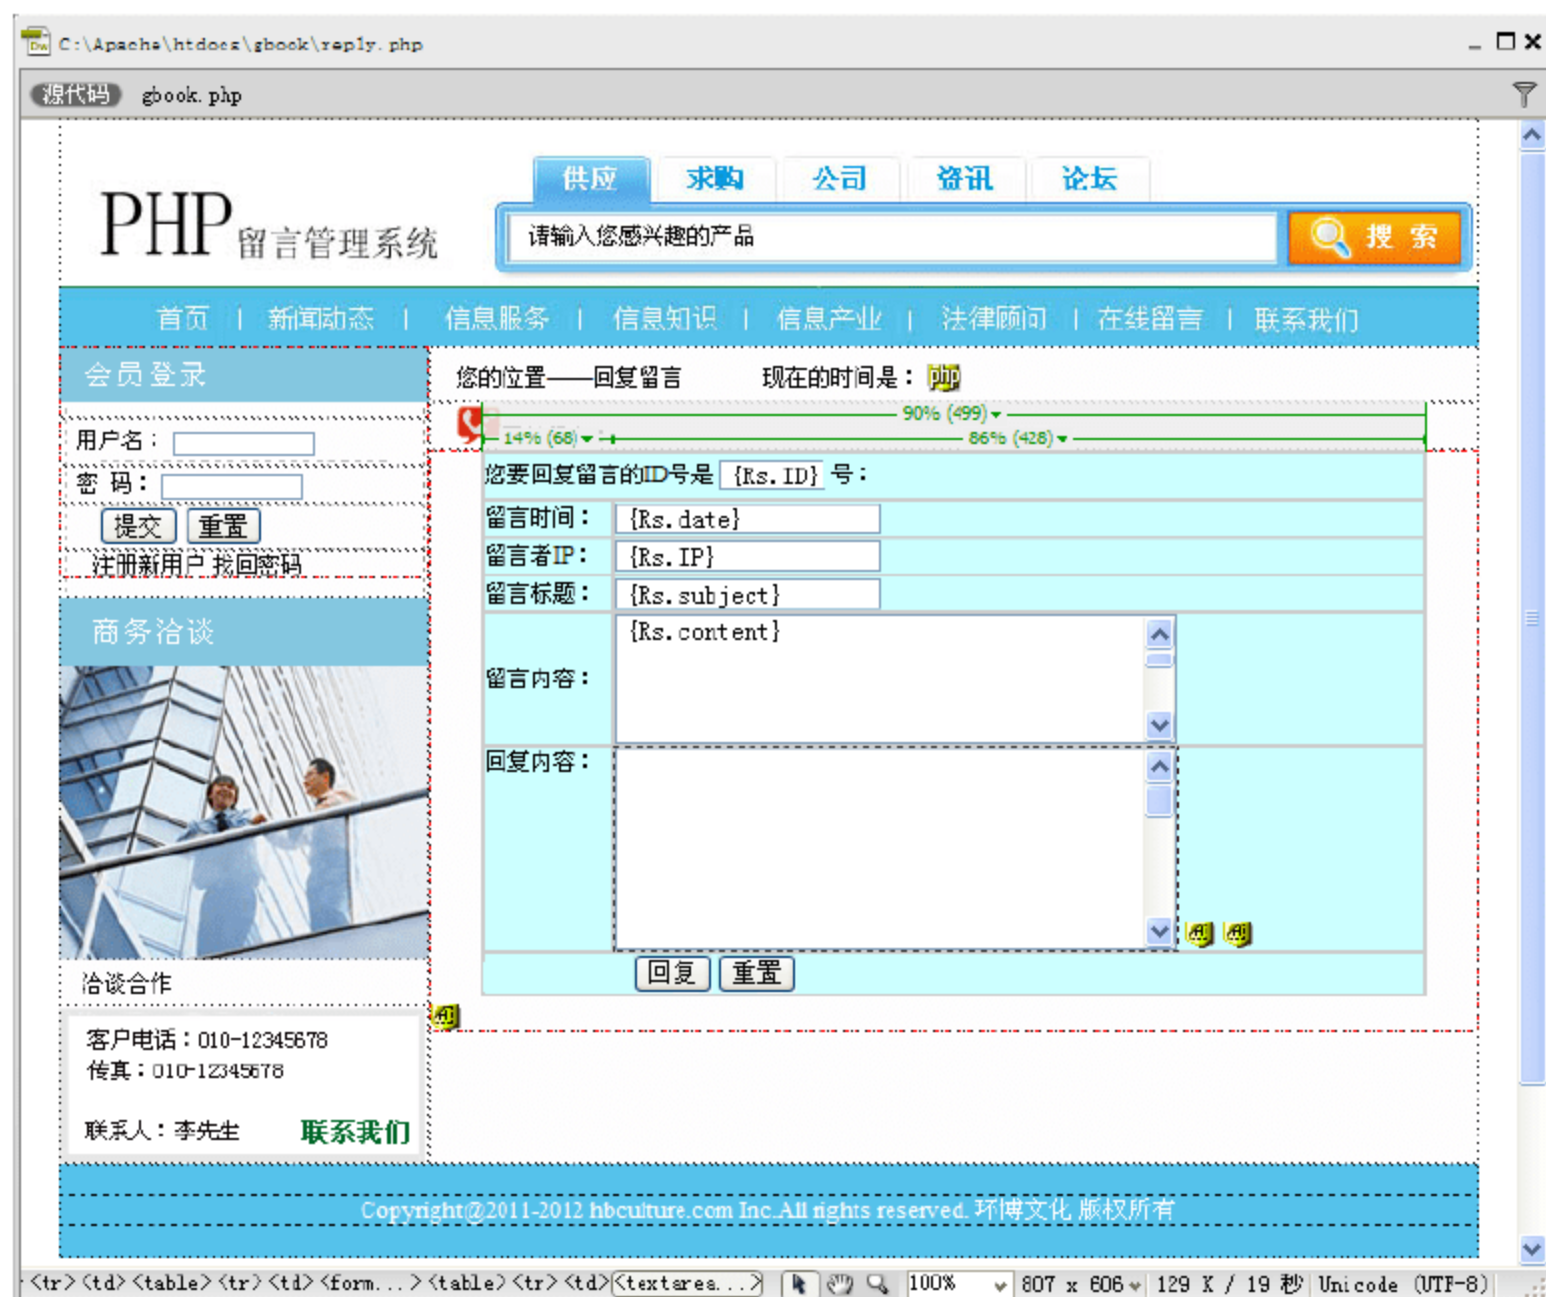 C:\Apache\htdocs\gbook\reply.php
源代码 gbook.php
供应 求购 公司 资讯 论坛
PHP留言管理系统
请输入您感兴趣的产品 搜索
首页 | 新闻动态 | 信息服务 | 信息知识 | 信息产业 | 法律顾问 | 在线留言 | 联系我们
会员登录
用户名：
密 码：
提交 重置
注册新用户 找回密码
商务洽谈
洽谈合作
客户电话：010-12345678
传真：010-12345678
联系人：李先生 联系我们
您的位置——回复留言 现在的时间是： php
90% (499)
14% (68) 86% (428)
您要回复留言的ID号是 {Rs.ID} 号：
留言时间： {Rs.date}
留言者IP： {Rs.IP}
留言标题： {Rs.subject}
留言内容： {Rs.content}
回复内容：
回复 重置
Copyright@2011-2012 hbculture.com Inc.All rights reserved. 环博文化 版权所有
<tr> <td> <table> <tr> <td> <form...> <table> <tr> <td> <textarea...> 100% 807 x 606 129 K / 19 秒 Unicode (UTF-8)